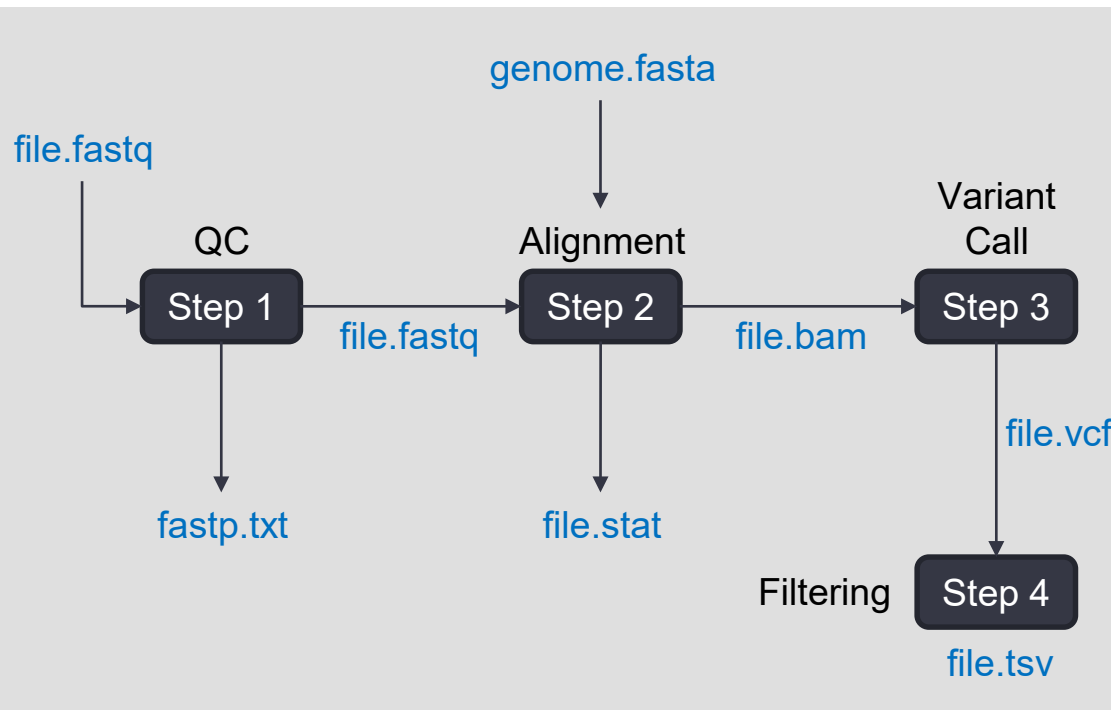 genome.fasta
file.fastq
Variant
Call
QC
Alignment
Step 1
Step 2
Step 3
file.fastq
file.bam
file.vcf
fastp.txt
file.stat
Filtering
Step 4
file.tsv